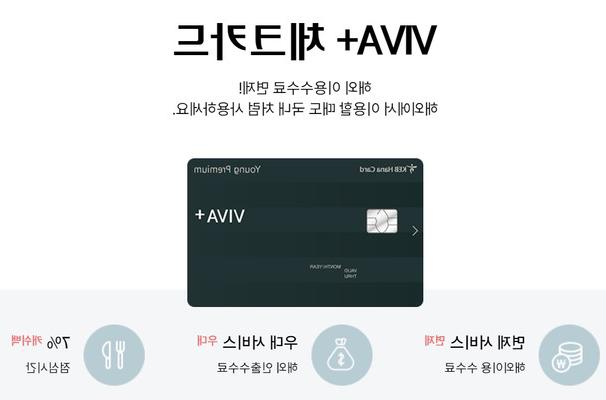 VIVA+ 체크카드
해외 이용수수료 면제!
해외에서 이용할 때도 국내처럼 사용하세요.
KEB Hana Card
Young Premium
VIVA+
MONTH/YEAR
VALID
THRU
면제 서비스 면제
해외이용 수수료
우대 서비스 우대
해외 인출수수료
7% 캐쉬백
점심시간